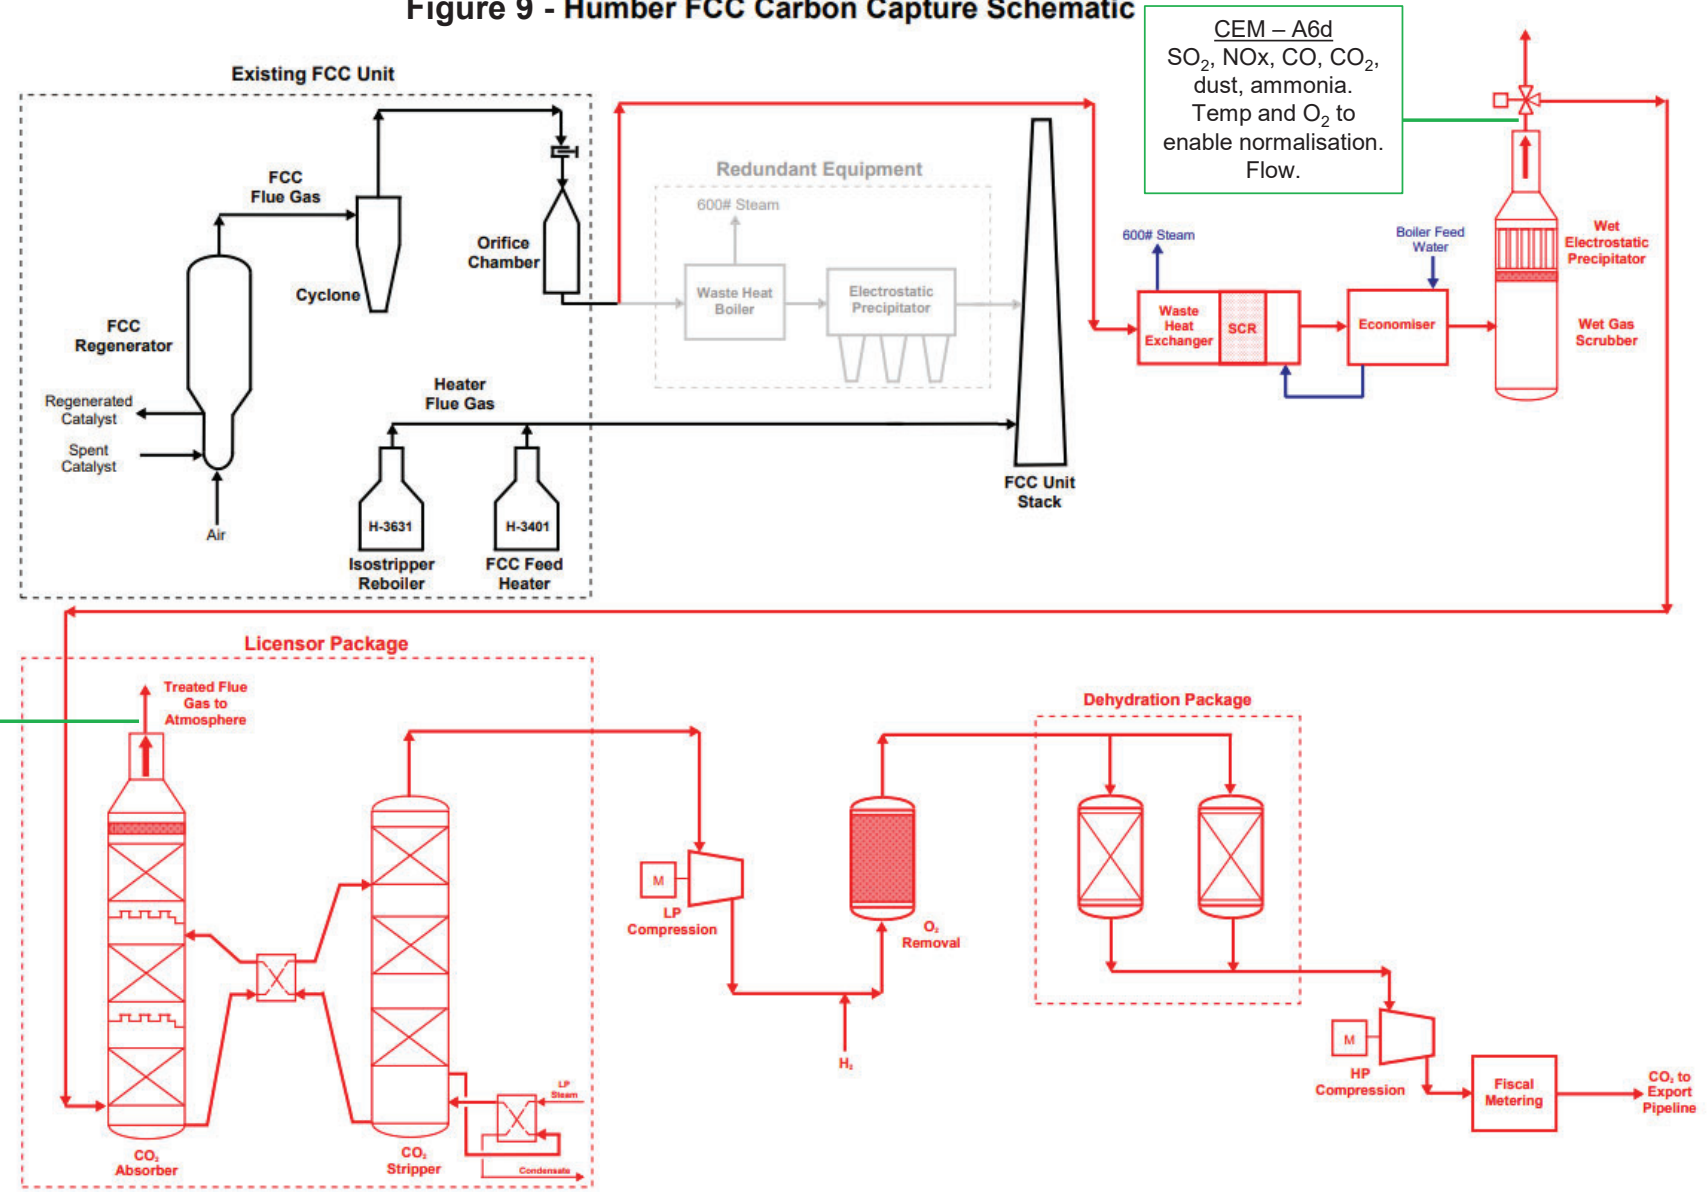 Figure 9 - Humber FCC Carbon Capture Schematic
CEM – A6d
SO₂, NOx, CO, CO₂,
dust, ammonia.
Temp and O₂ to
enable normalisation.
Flow.
Existing FCC Unit
FCC
Flue Gas
Cyclone
Orifice
Chamber
FCC
Regenerator
Regenerated
Catalyst
Spent
Catalyst
Air
Heater
Flue Gas
H-3631
Isostripper
Reboiler
H-3401
FCC Feed
Heater
Redundant Equipment
600# Steam
Waste Heat
Boiler
Electrostatic
Precipitator
FCC Unit
Stack
600# Steam
Waste
Heat
Exchanger
SCR
Boiler Feed
Water
Economiser
Wet
Electrostatic
Precipitator
Wet Gas
Scrubber
Licensor Package
Treated Flue
Gas to
Atmosphere
CO₂
Absorber
CO₂
Stripper
LP
Steam
Condensate
M
LP
Compression
H₂
O₂
Removal
Dehydration Package
M
HP
Compression
Fiscal
Metering
CO₂ to
Export
Pipeline